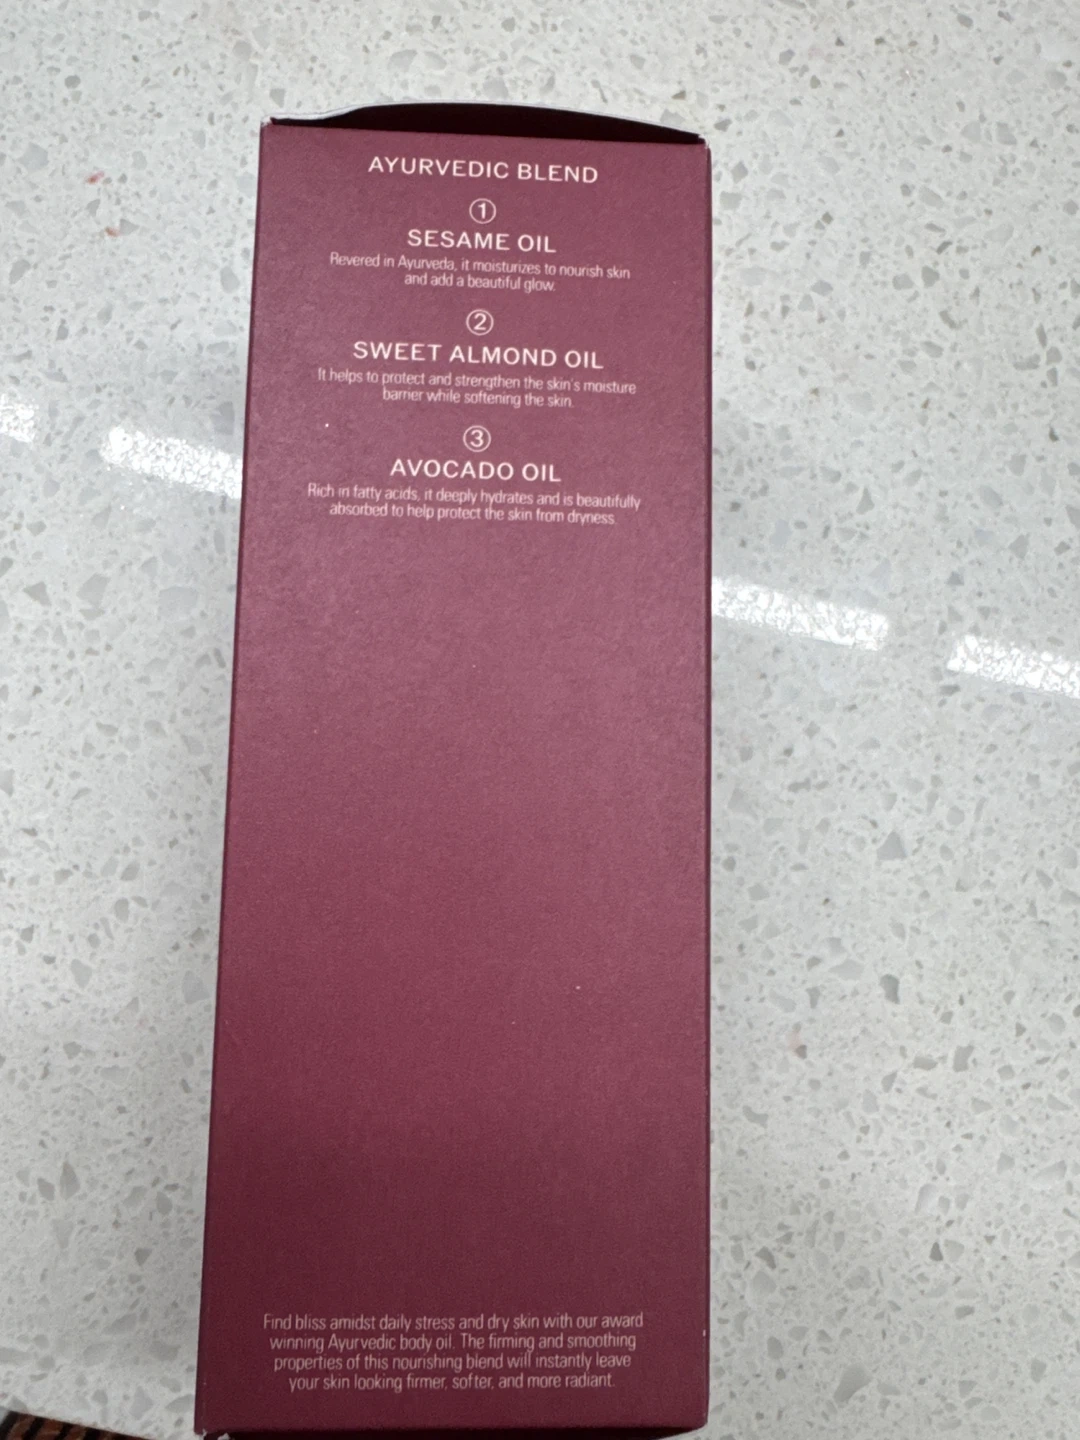 AYURVEDIC BLEND
①
SESAME OIL
Revered in Ayurveda, it moisturizes to nourish skin
and add a beautiful glow.
②
SWEET ALMOND OIL
It helps to protect and strengthen the skin's moisture
barrier while softening the skin.
③
AVOCADO OIL
Rich in fatty acids, it deeply hydrates and is beautifully
absorbed to help protect the skin from dryness.
Find bliss amidst daily stress and dry skin with our award
winning Ayurvedic body oil. The firming and smoothing
properties of this nourishing blend will instantly leave
your skin looking firmer, softer, and more radiant.